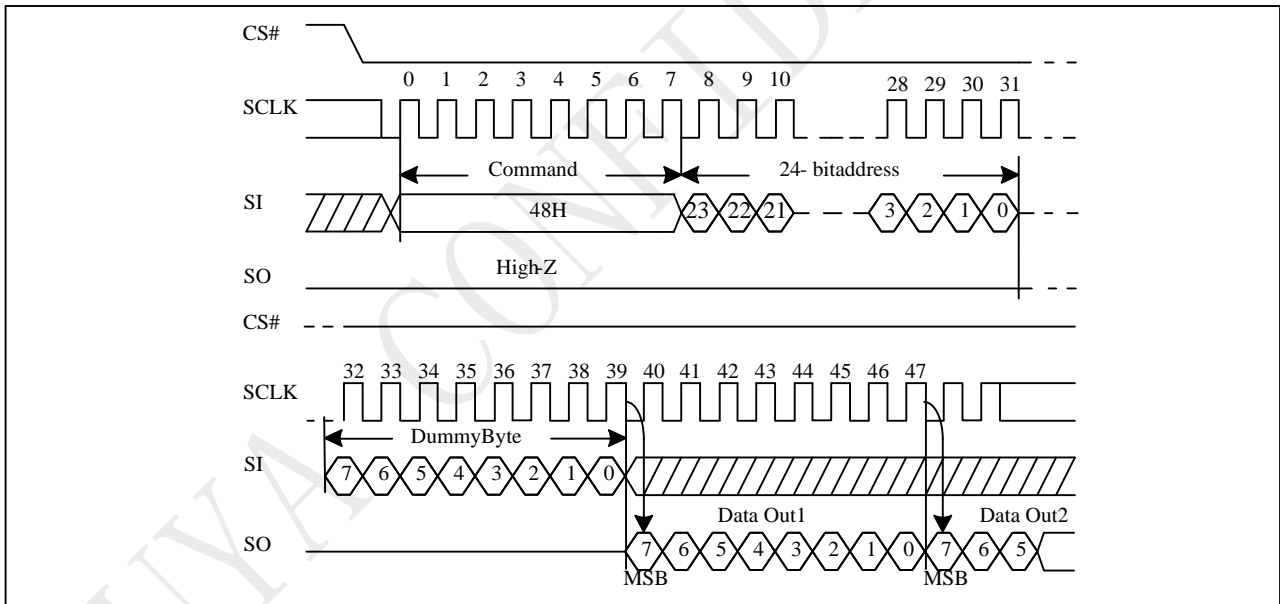 CS#
0 1 2 3 4 5 6 7 8 9 10 28 29 30 31
SCLK
Command 24- bitaddress
SI 48H 23 22 21 3 2 1 0
High-Z
SO
CS#
32 33 34 35 36 37 38 39 40 41 42 43 44 45 46 47
SCLK
DummyByte
SI 7 6 5 4 3 2 1 0
Data Out1 Data Out2
SO 7 6 5 4 3 2 1 0 7 6 5
MSB MSB